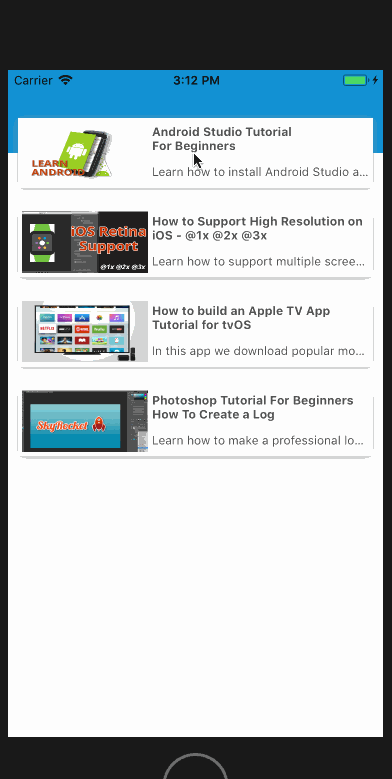 Carrier 3:12 PM
Android Studio Tutorial
For Beginners
Learn how to install Android Studio a...
LEARN
ANDROID
How to Support High Resolution on
iOS - @1x @2x @3x
Learn how to support multiple scree...
iOS Retina
Support
@1x @2x @3x
How to build an Apple TV App
Tutorial for tvOS
In this app we download popular mo...
Photoshop Tutorial For Beginners
How To Create a Log
Learn how to make a professional lo...
SkyRocket